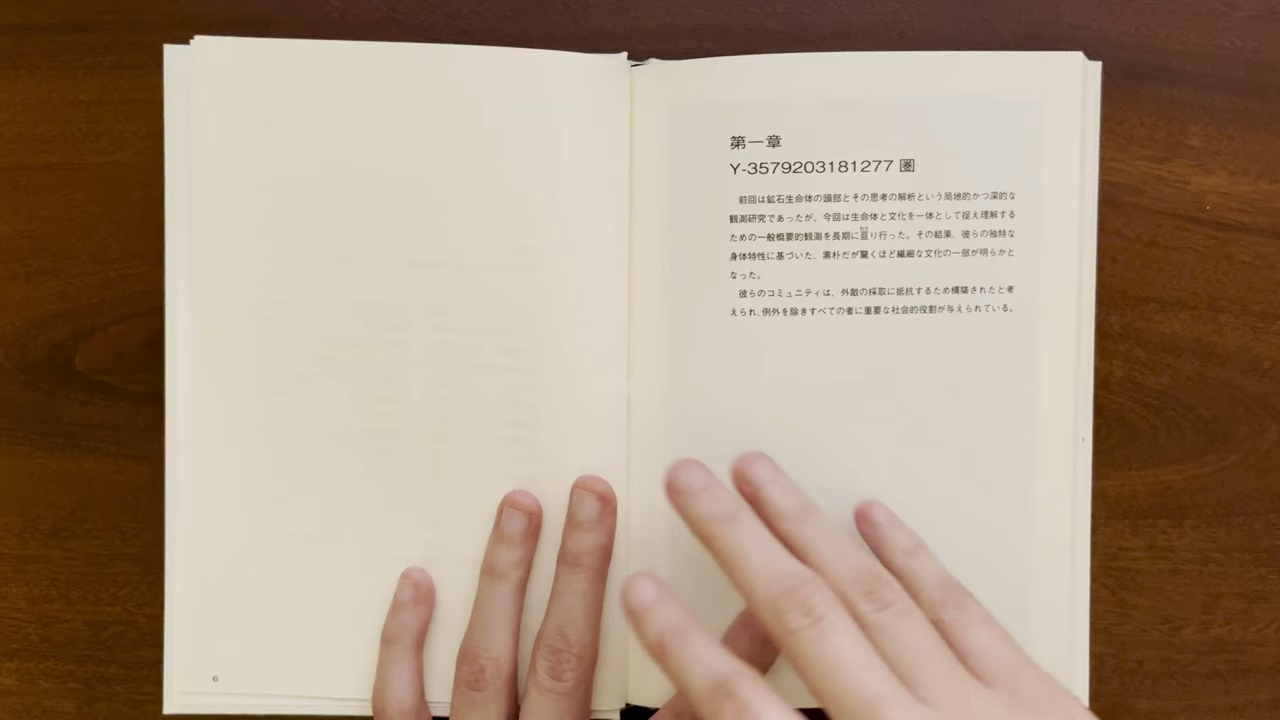 第一章
Y-3579203181277 圏
前回は鉱石生命体の頭部とその思考の解析という局地的かつ深的な
観測研究であったが、今回は生命体と文化を一体として捉え理解する
ための一般概要的観測を長期に亘り行った。その結果、彼らの独特な
身体特性に基づいた、素朴だが驚くほど繊細な文化の一部が明らかと
なった。
彼らのコミュニティは、外敵の採取に抵抗するため構築されたと考
えられ、例外を除きすべての者に重要な社会的役割が与えられている。
6